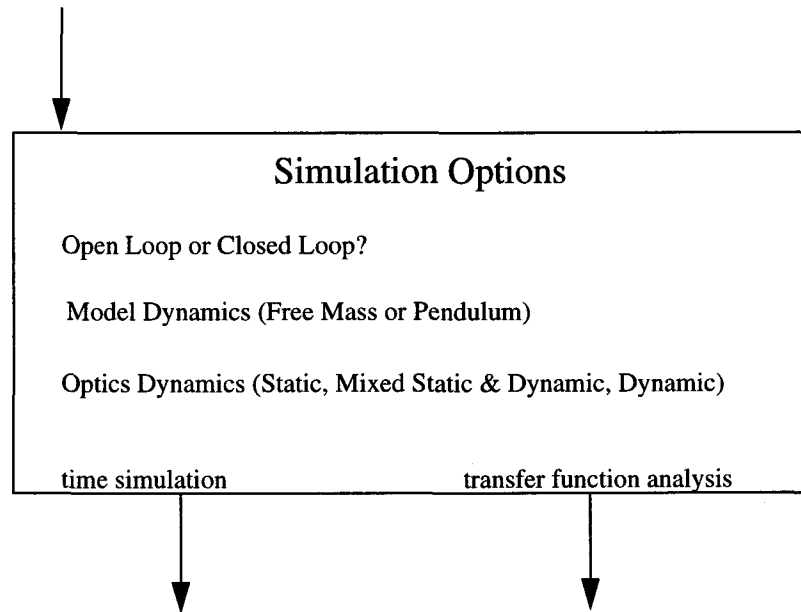 Simulation Options
Open Loop or Closed Loop?
Model Dynamics (Free Mass or Pendulum)
Optics Dynamics (Static, Mixed Static & Dynamic, Dynamic)
time simulation
transfer function analysis